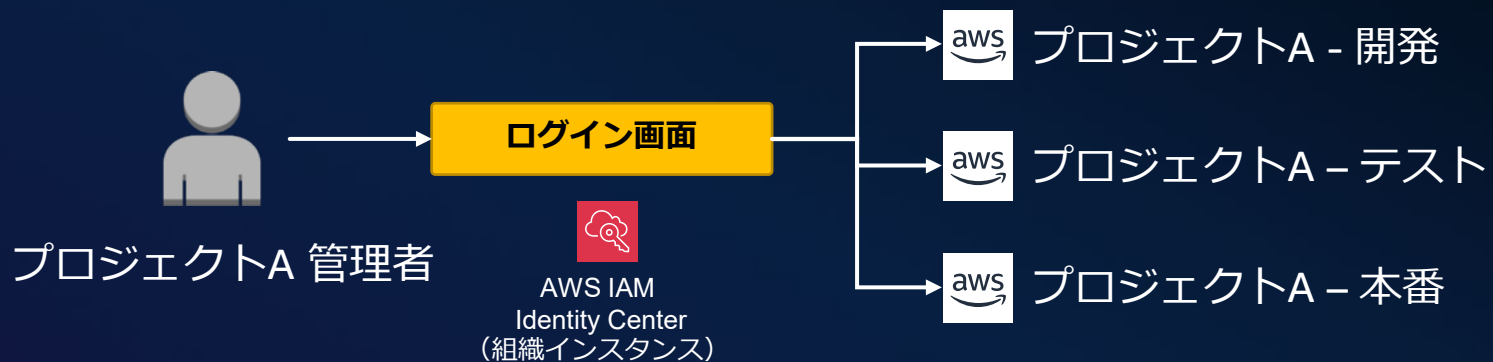 aws プロジェクトA - 開発
ログイン画面
aws プロジェクトA – テスト
プロジェクトA 管理者
AWS IAM
Identity Center
（組織インスタンス）
aws プロジェクトA – 本番